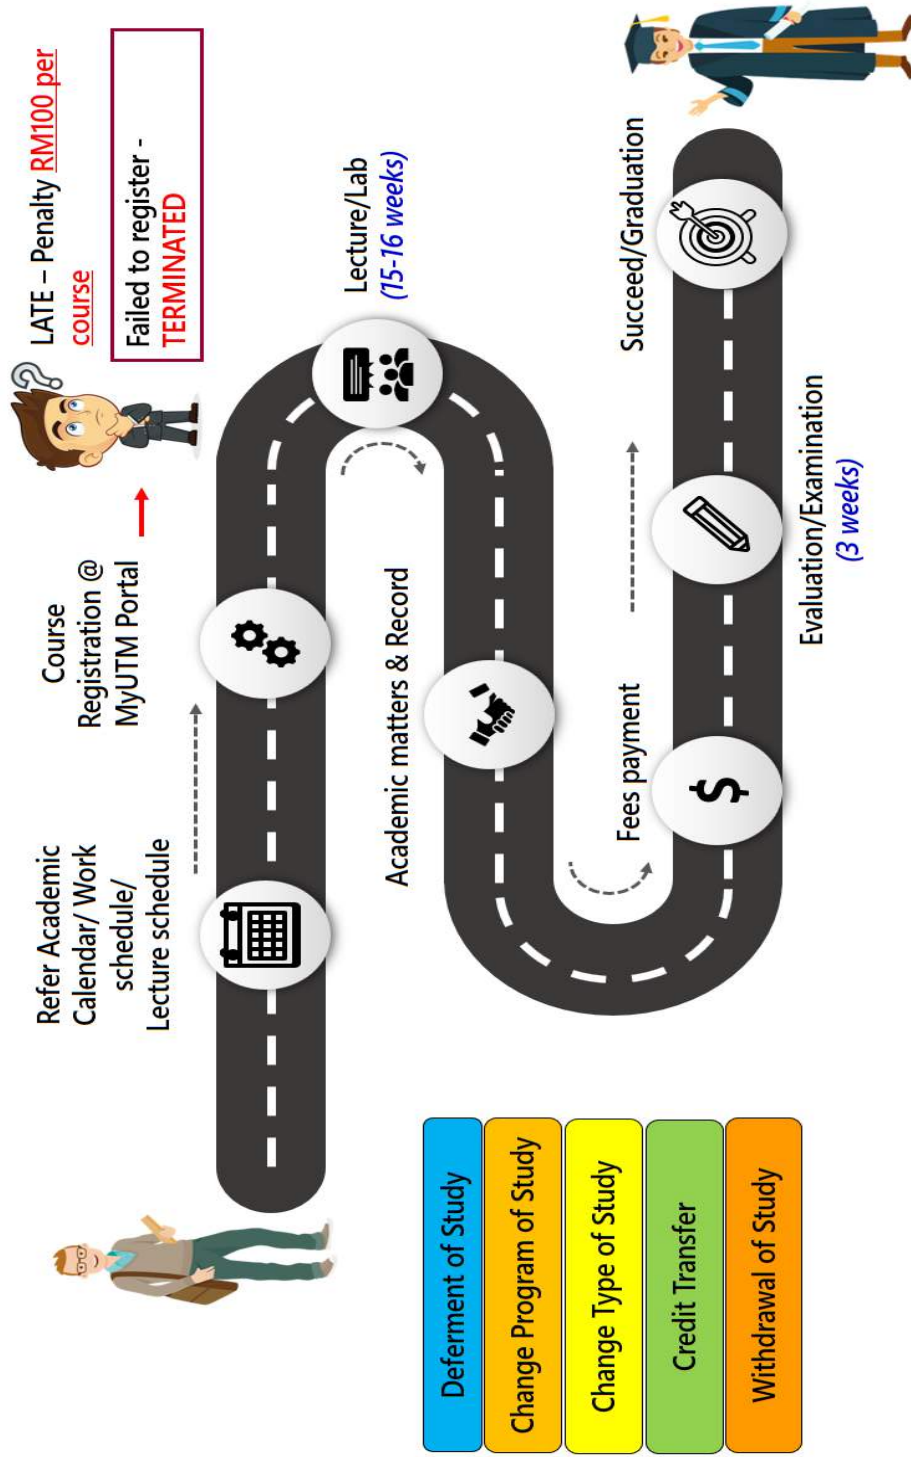 Refer Academic
Calendar/ Work
schedule/
Lecture schedule
Course
Registration @
MyUTM Portal
LATE – Penalty RM100 per
course
Failed to register -
TERMINATED
Lecture/Lab
(15-16 weeks)
Academic matters & Record
Fees payment
Evaluation/Examination
(3 weeks)
Succeed/Graduation
Deferment of Study
Change Program of Study
Change Type of Study
Credit Transfer
Withdrawal of Study